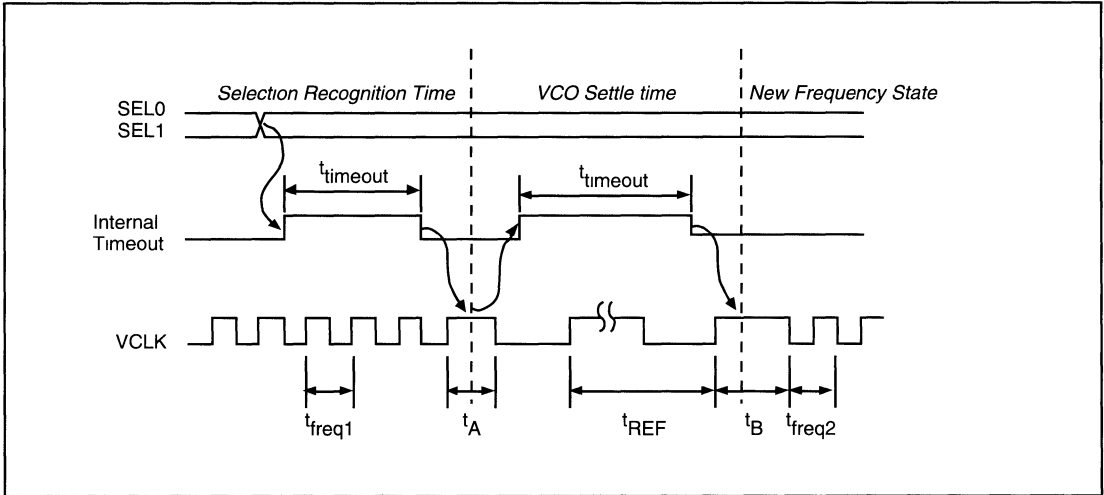 Selection Recognition Time VCO Settle time New Frequency State
SEL0
SEL1
ttimeout ttimeout
Internal
Timeout
VCLK
tfreq1 tA tREF tB tfreq2